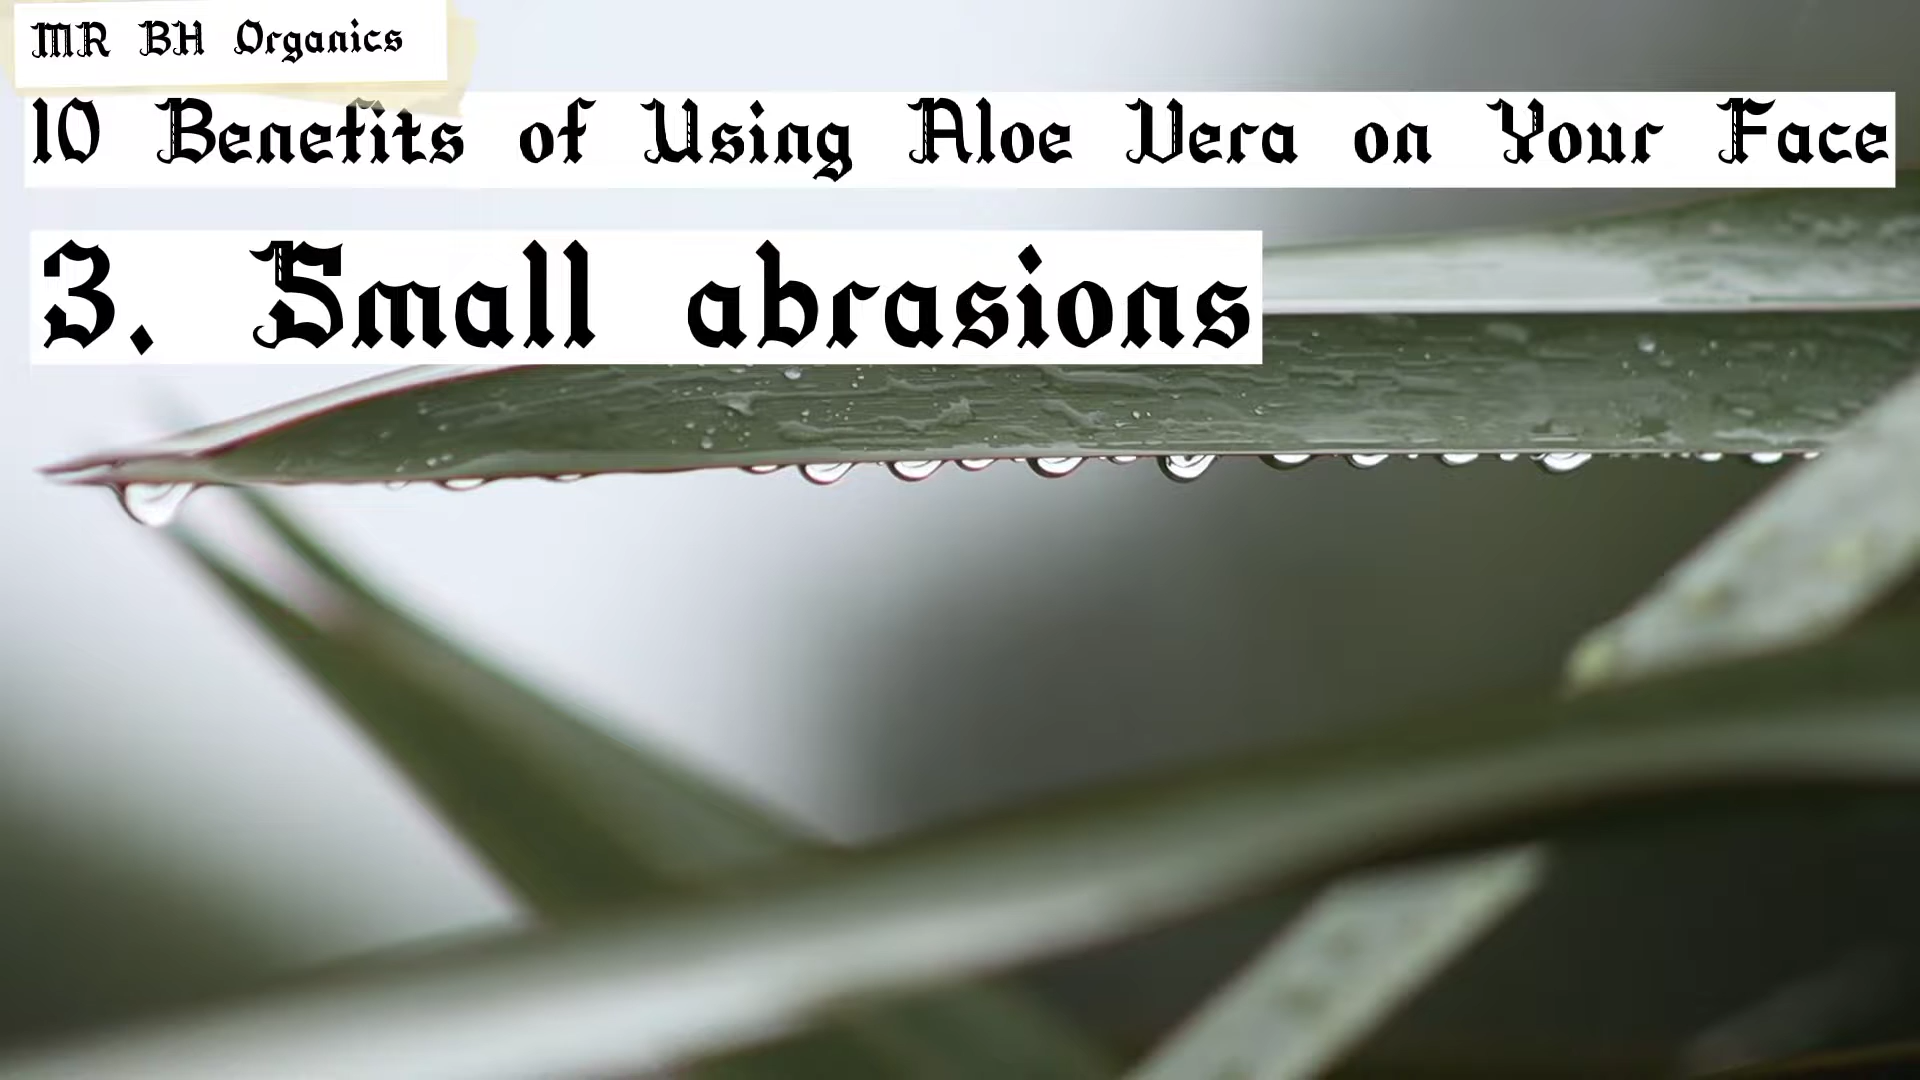 MR BH Organics
10 Benefits of Using Aloe Vera on Your Face
3. Small abrasions